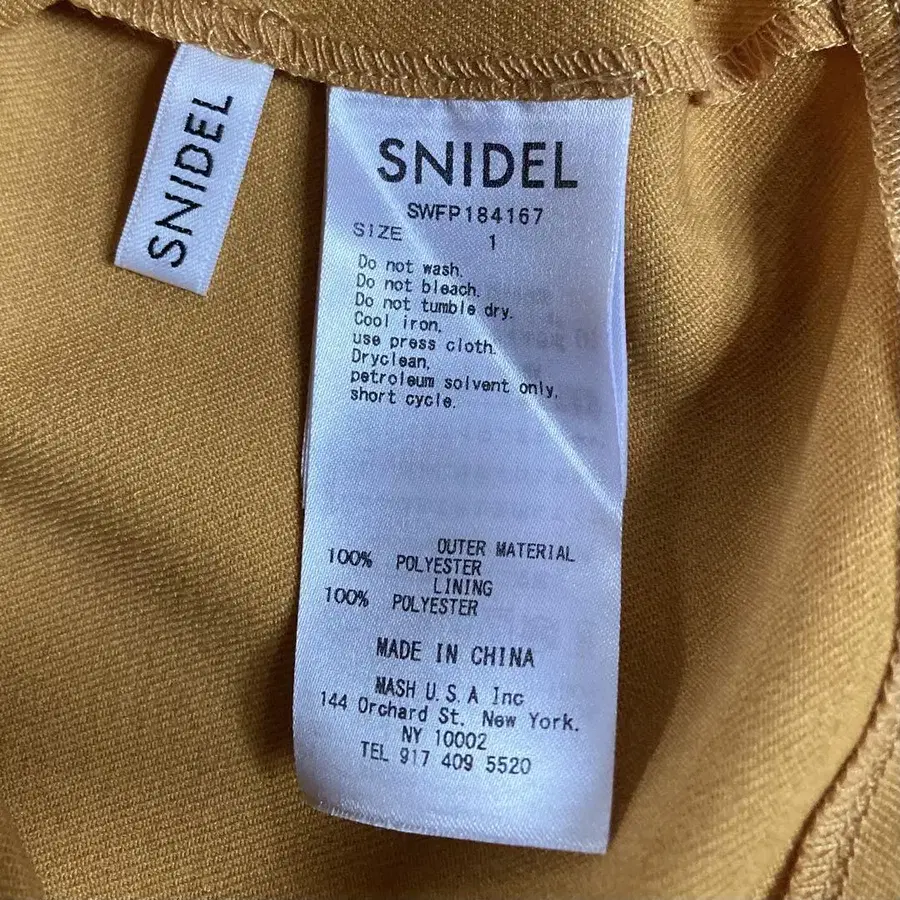 SNIDEL
SNIDEL
SWFP184167
SIZE 1
Do not wash.
Do not bleach.
Do not tumble dry.
Cool iron,
use press cloth.
Dryclean,
petroleum solvent only,
short cycle.
OUTER MATERIAL
100% POLYESTER
LINING
100% POLYESTER
MADE IN CHINA
MASH U.S.A Inc
144 Orchard St. New York.
NY 10002
TEL 917 409 5520